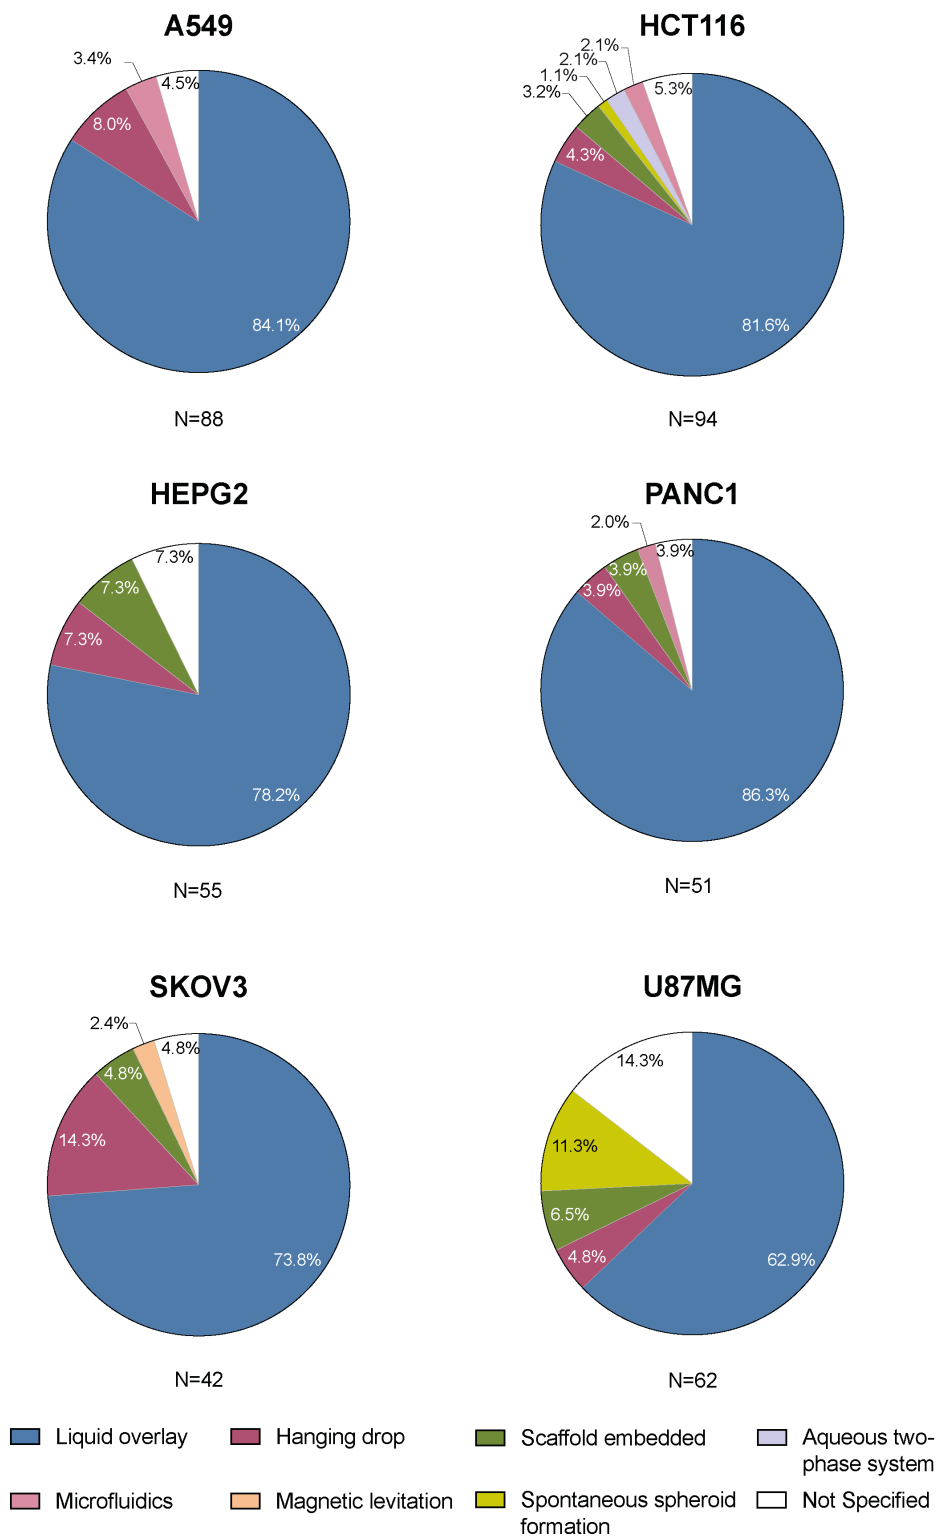 A549
3.4%
4.5%
8.0%
84.1%
N=88
HCT116
2.1%
2.1%
1.1%
3.2%
5.3%
4.3%
81.6%
N=94
HEPG2
7.3%
7.3%
7.3%
78.2%
N=55
PANC1
2.0%
3.9%
3.9%
3.9%
86.3%
N=51
SKOV3
2.4%
4.8%
4.8%
14.3%
73.8%
N=42
U87MG
14.3%
11.3%
6.5%
4.8%
62.9%
N=62
Liquid overlay
Hanging drop
Scaffold embedded
Aqueous two-
phase system
Microfluidics
Magnetic levitation
Spontaneous spheroid
formation
Not Specified